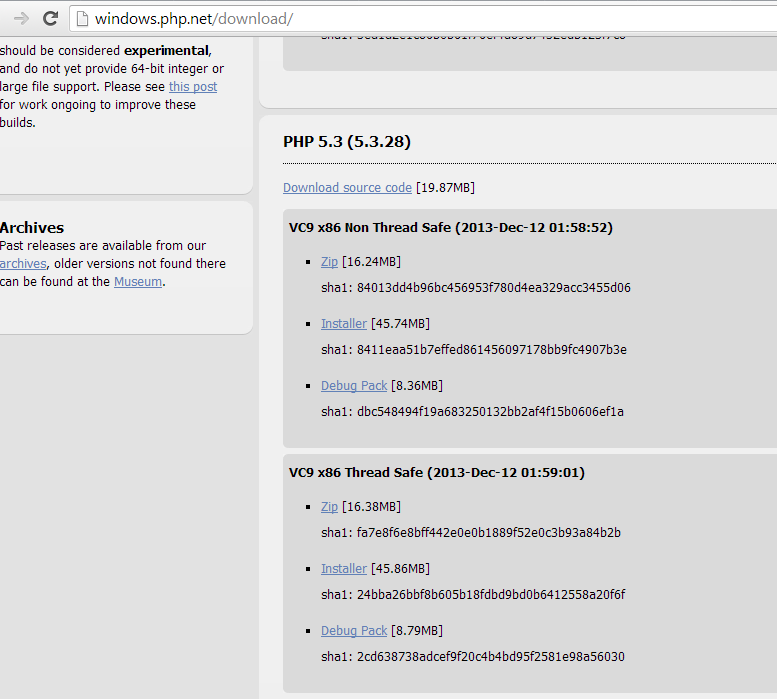 windows.php.net/download/
should be considered experimental,
and do not yet provide 64-bit integer or
large file support. Please see this post
for work ongoing to improve these
builds.
Archives
Past releases are available from our
archives, older versions not found there
can be found at the Museum.
PHP 5.3 (5.3.28)
Download source code [19.87MB]
VC9 x86 Non Thread Safe (2013-Dec-12 01:58:52)
Zip [16.24MB]
sha1: 84013dd4b96bc456953f780d4ea329acc3455d06
Installer [45.74MB]
sha1: 8411eaa51b7effed861456097178bb9fc4907b3e
Debug Pack [8.36MB]
sha1: dbc548494f19a683250132bb2af4f15b0606ef1a
VC9 x86 Thread Safe (2013-Dec-12 01:59:01)
Zip [16.38MB]
sha1: fa7e8f6e8bff442e0e0b1889f52e0c3b93a84b2b
Installer [45.86MB]
sha1: 24bba26bbf8b605b18fdbd9bd0b6412558a20f6f
Debug Pack [8.79MB]
sha1: 2cd638738adcef9f20c4b4bd95f2581e98a56030